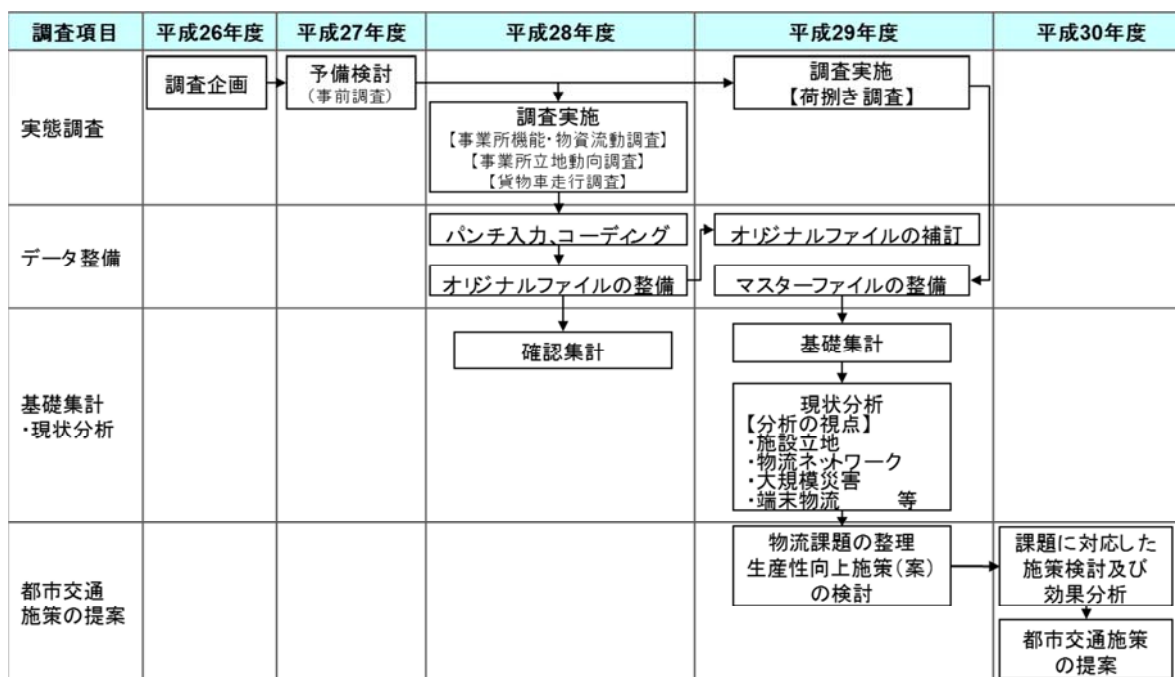 調査項目
平成26年度
平成27年度
平成28年度
平成29年度
平成30年度
実態調査
調査企画
予備検討
(事前調査)
調査実施
【事業所機能・物資流動調査】
【事業所立地動向調査】
【貨物車走行調査】
調査実施
【荷捌き調査】
データ整備
パンチ入力、コーディング
オリジナルファイルの整備
オリジナルファイルの補訂
マスターファイルの整備
基礎集計
・現状分析
確認集計
基礎集計
現状分析
【分析の視点】
・施設立地
・物流ネットワーク
・大規模災害
・端末物流 等
都市交通
施策の提案
物流課題の整理
生産性向上施策(案)
の検討
課題に対応した
施策検討及び
効果分析
都市交通施策
の提案